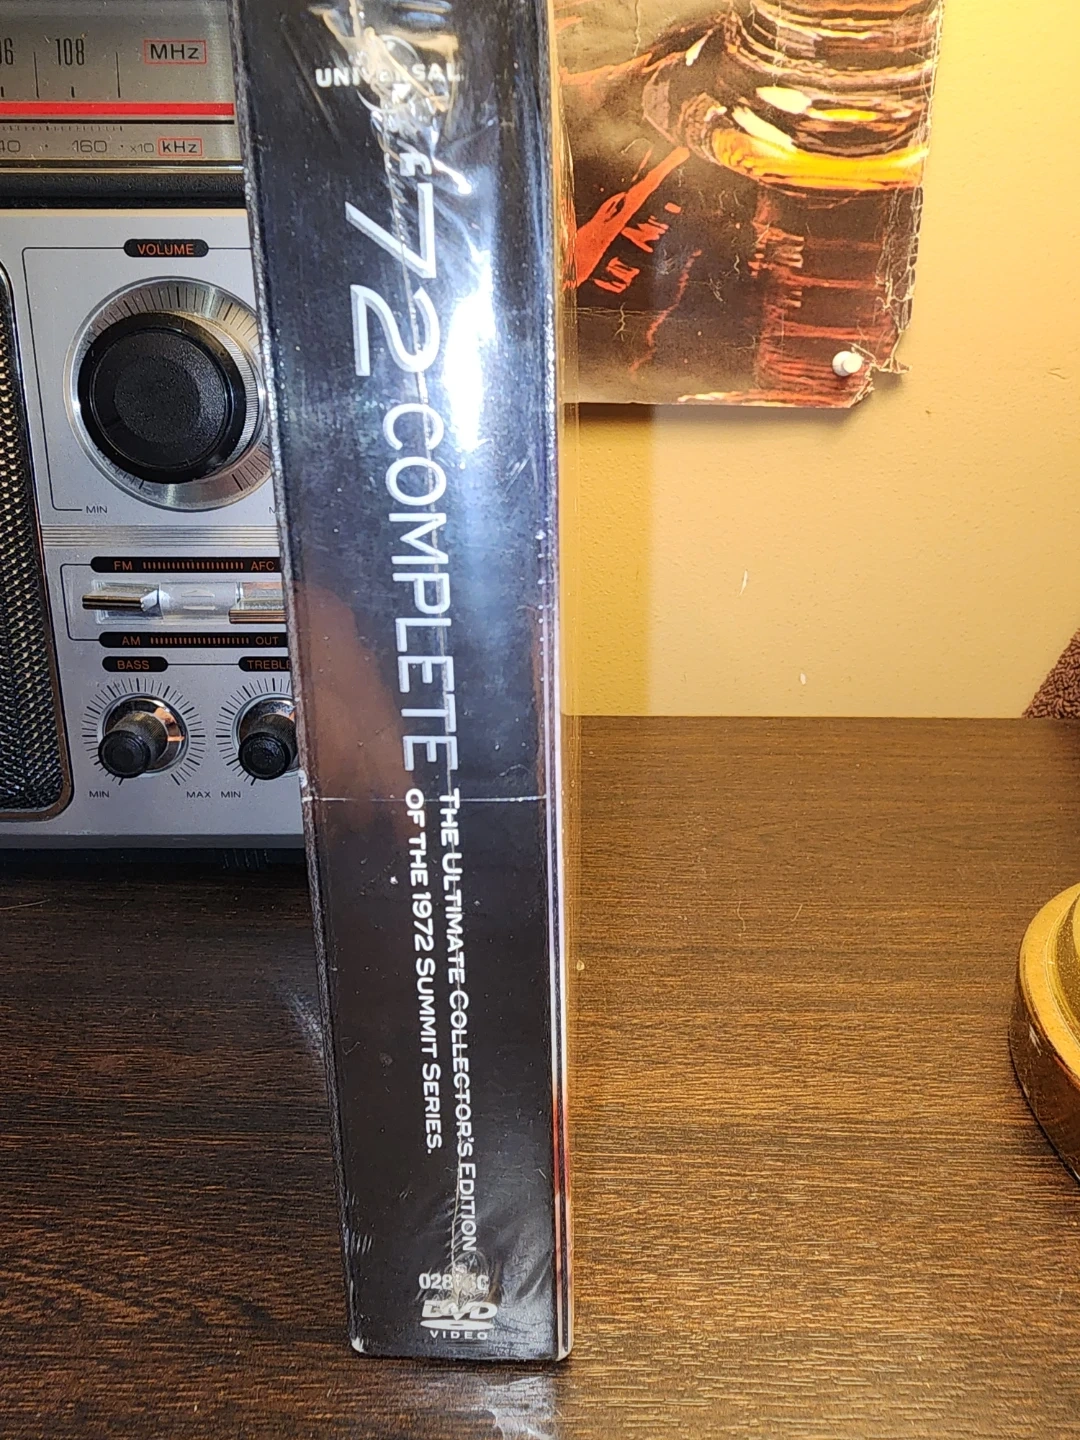 108
MHz
160
x10
kHz
VOLUME
MIN
FM
AFC
AM
OUT
BASS
TREBLE
MIN
MAX
MIN
UNIVERSAL
72 COMPLETE
THE ULTIMATE COLLECTOR'S EDITION
OF THE 1972 SUMMIT SERIES.
DVD
VIDEO